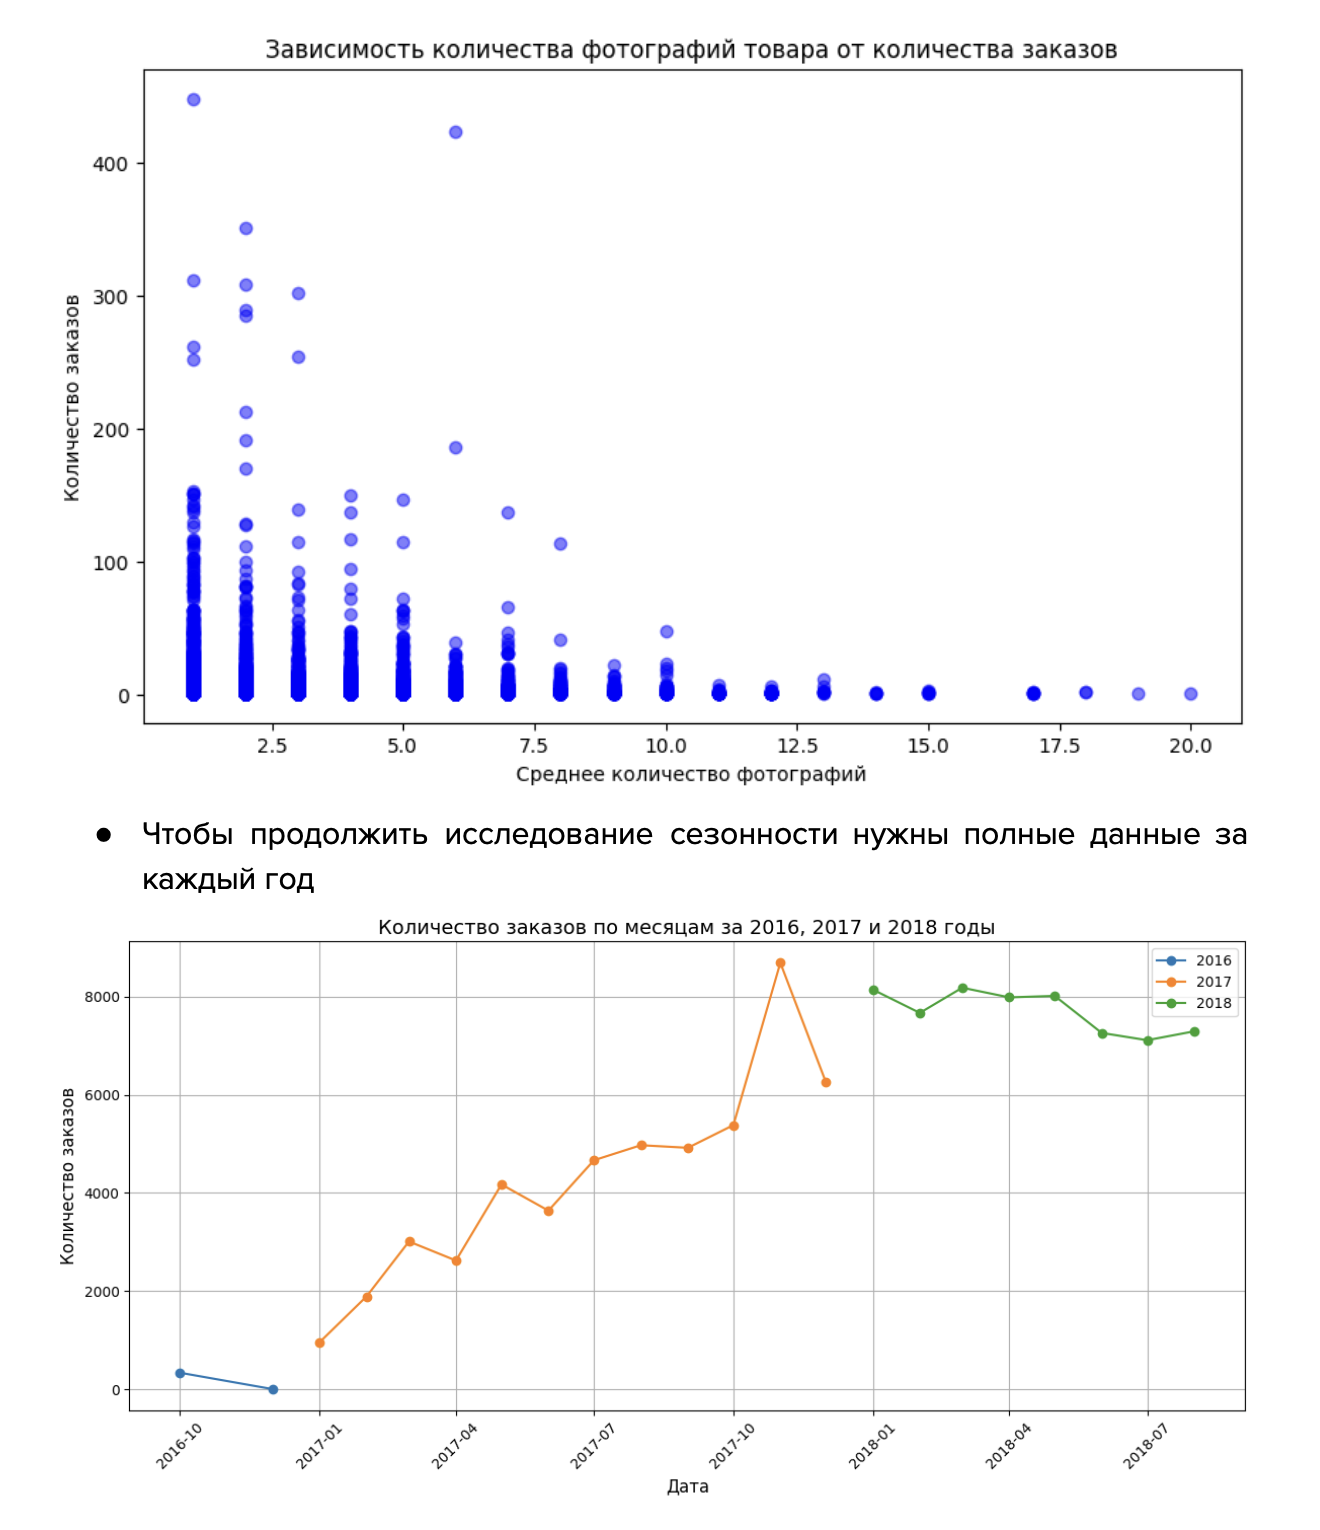 Зависимость количества фотографий товара от количества заказов
Количество заказов
400
300
200
100
0
2.5 5.0 7.5 10.0 12.5 15.0 17.5 20.0
Среднее количество фотографий
● Чтобы продолжить исследование сезонности нужны полные данные за
каждый год
Количество заказов по месяцам за 2016, 2017 и 2018 годы
2016
2017
2018
Количество заказов
8000
6000
4000
2000
0
2016-10 2017-01 2017-04 2017-07 2017-10 2018-01 2018-04 2018-07
Дата